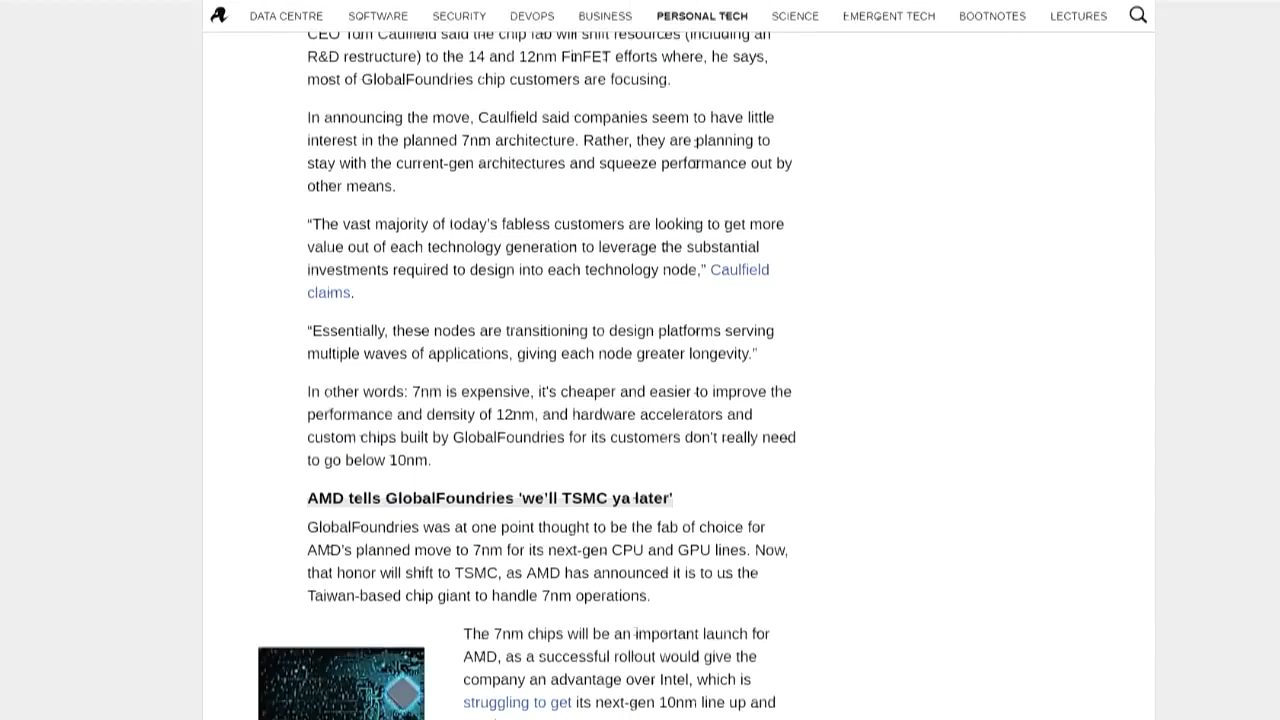 DATA CENTRE SOFTWARE SECURITY DEVOPS BUSINESS PERSONAL TECH SCIENCE EMERGENT TECH BOOTNOTES LECTURES
CEO Tom Caulfield said the chip fab will shift resources (including an
R&D restructure) to the 14 and 12nm FinFET efforts where, he says,
most of GlobalFoundries chip customers are focusing.
In announcing the move, Caulfield said companies seem to have little
interest in the planned 7nm architecture. Rather, they are planning to
stay with the current-gen architectures and squeeze performance out by
other means.
"The vast majority of today's fabless customers are looking to get more
value out of each technology generation to leverage the substantial
investments required to design into each technology node," Caulfield
claims.
"Essentially, these nodes are transitioning to design platforms serving
multiple waves of applications, giving each node greater longevity."
In other words: 7nm is expensive, it's cheaper and easier to improve the
performance and density of 12nm, and hardware accelerators and
custom chips built by GlobalFoundries for its customers don't really need
to go below 10nm.
AMD tells GlobalFoundries 'we'll TSMC ya later'
GlobalFoundries was at one point thought to be the fab of choice for
AMD's planned move to 7nm for its next-gen CPU and GPU lines. Now,
that honor will shift to TSMC, as AMD has announced it is to us the
Taiwan-based chip giant to handle 7nm operations.
The 7nm chips will be an important launch for
AMD, as a successful rollout would give the
company an advantage over Intel, which is
struggling to get its next-gen 10nm line up and